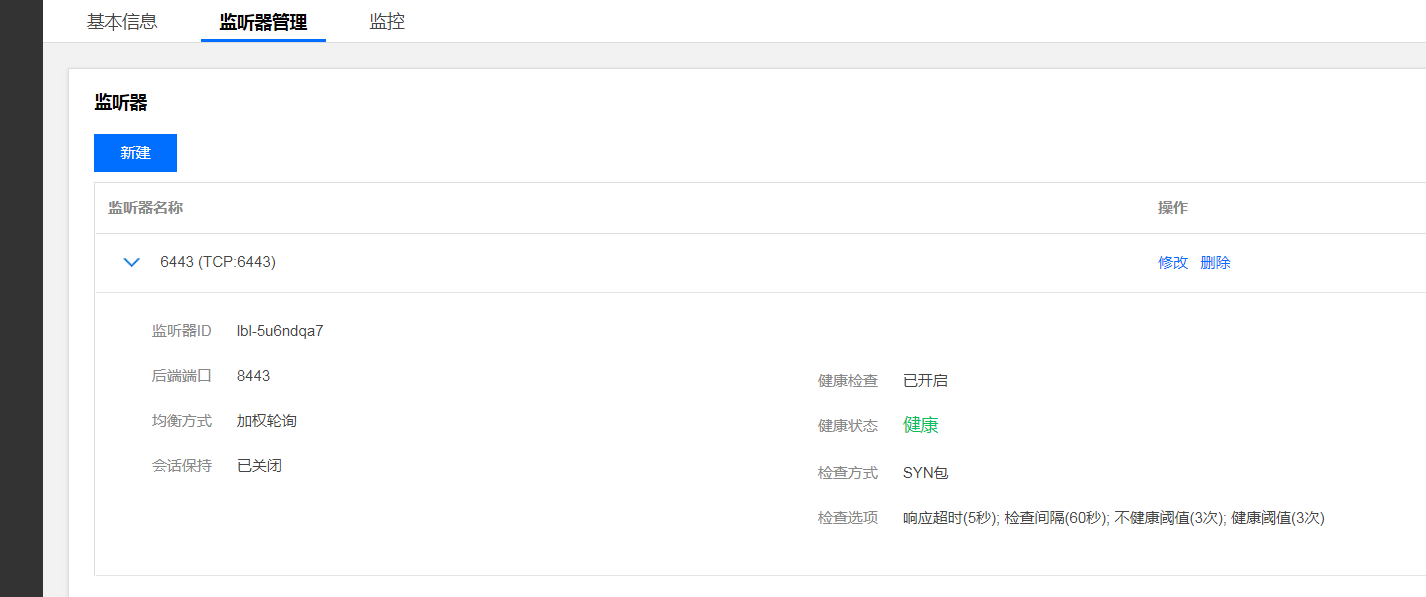 基本信息 监听器管理 监控
监听器
新建
监听器名称 操作
6443 (TCP:6443) 修改 删除
监听器ID lbl-5u6ndqa7
后端端口 8443
均衡方式 加权轮询
会话保持 已关闭
健康检查 已开启
健康状态 健康
检查方式 SYN包
检查选项 响应超时(5秒); 检查间隔(60秒); 不健康阈值(3次); 健康阈值(3次)